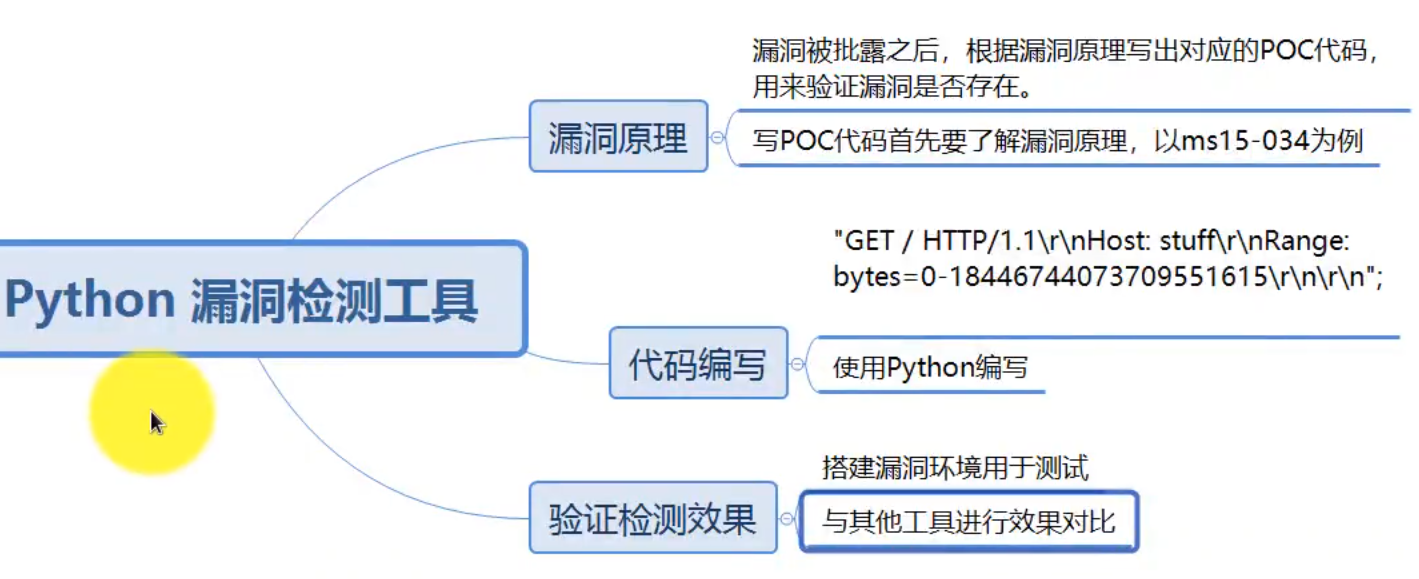 漏洞被批露之后，根据漏洞原理写出对应的POC代码，
用来验证漏洞是否存在。
漏洞原理
写POC代码首先要了解漏洞原理，以ms15-034为例
"GET / HTTP/1.1\r\nHost: stuff\r\nRange:
bytes=0-18446744073709551615\r\n\r\n";
Python 漏洞检测工具
代码编写
使用Python编写
搭建漏洞环境用于测试
验证检测效果
与其他工具进行效果对比